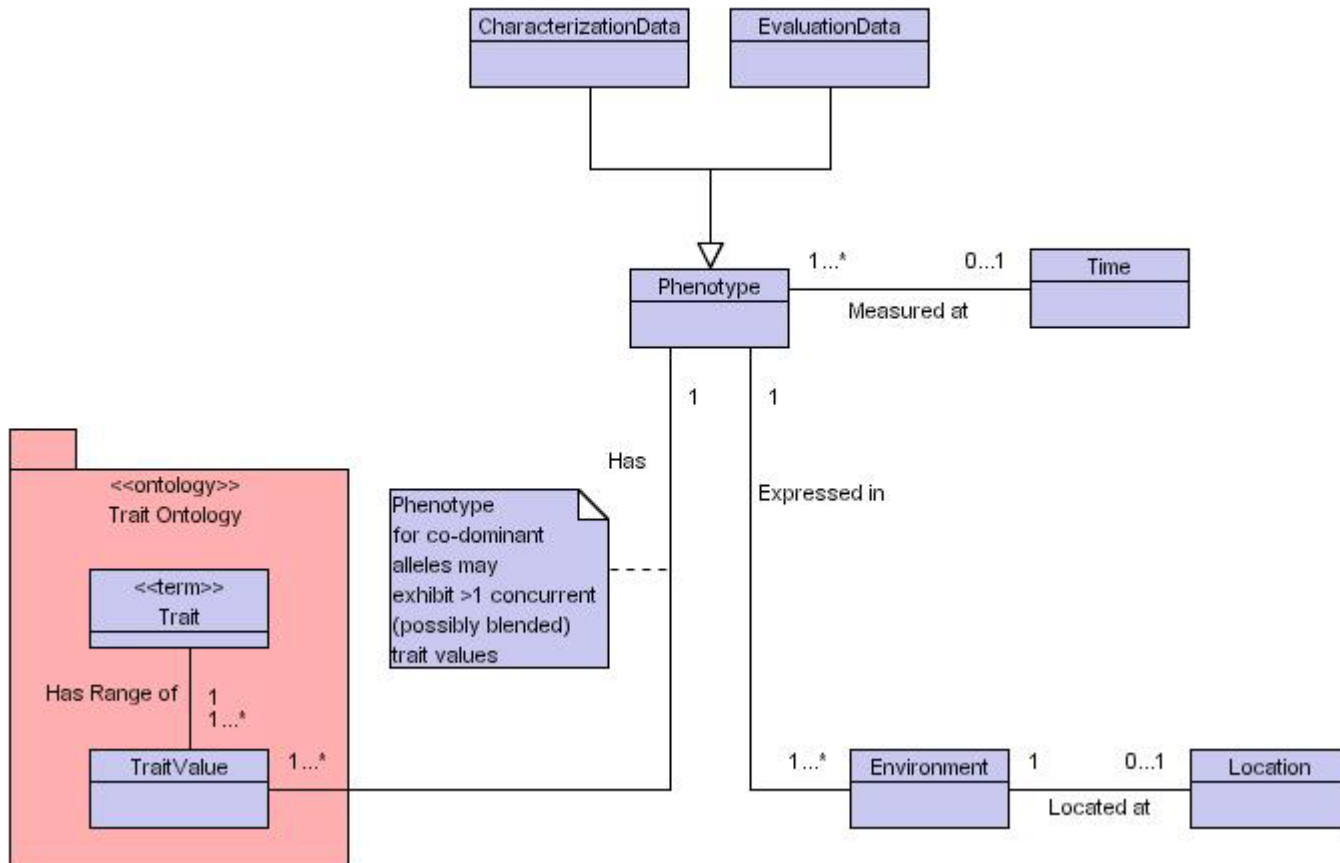 CharacterizationData
EvaluationData
1...*
0...1
Time
Phenotype
Measured at
1
1
Has
<<ontology>>
Trait Ontology
Expressed in
Phenotype
for co-dominant
alleles may
exhibit >1 concurrent
(possibly blended)
trait values
<<term>>
Trait
Has Range of
1
1...*
TraitValue
1...*
1...*
Environment
1
0...1
Location
Located at